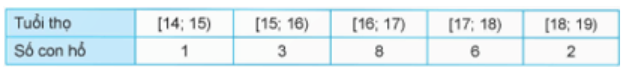 Tuổi thọ [14; 15) [15; 16) [16; 17) [17; 18) [18; 19)
Số con hổ 1 3 8 6 2